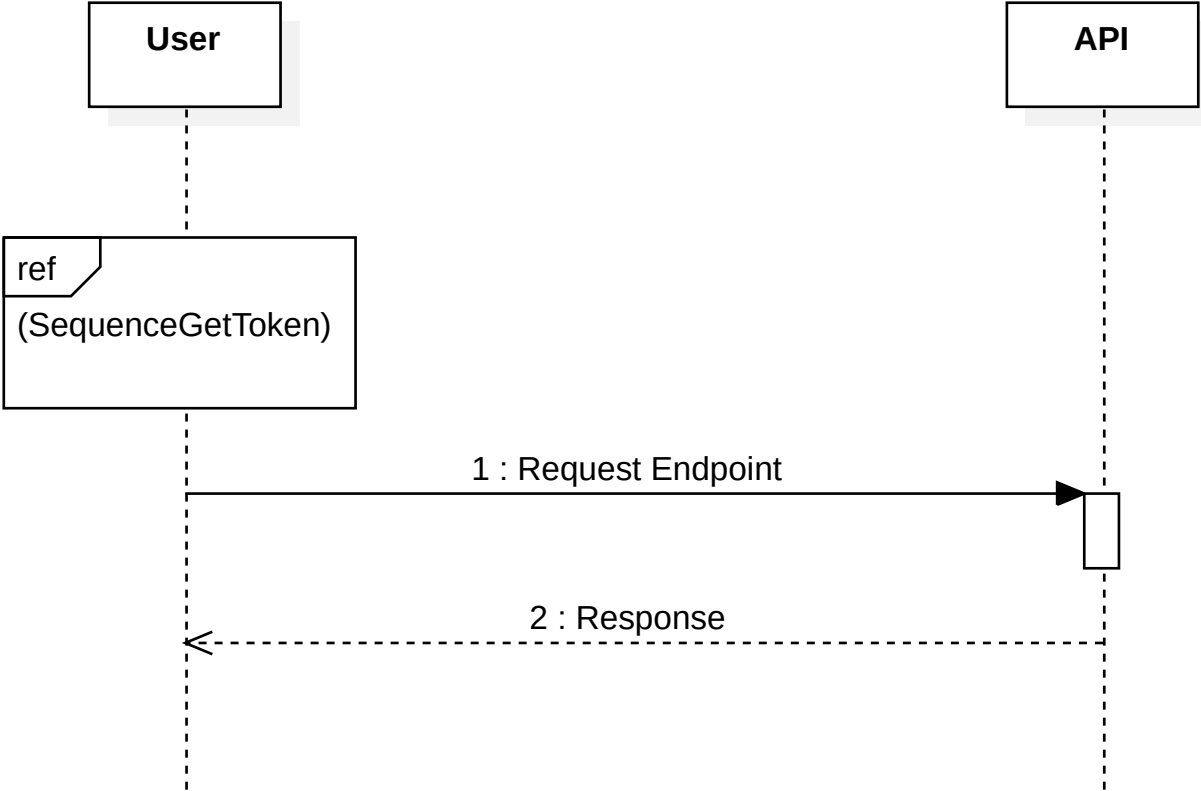 User
API
ref
(SequenceGetToken)
1 : Request Endpoint
2 : Response